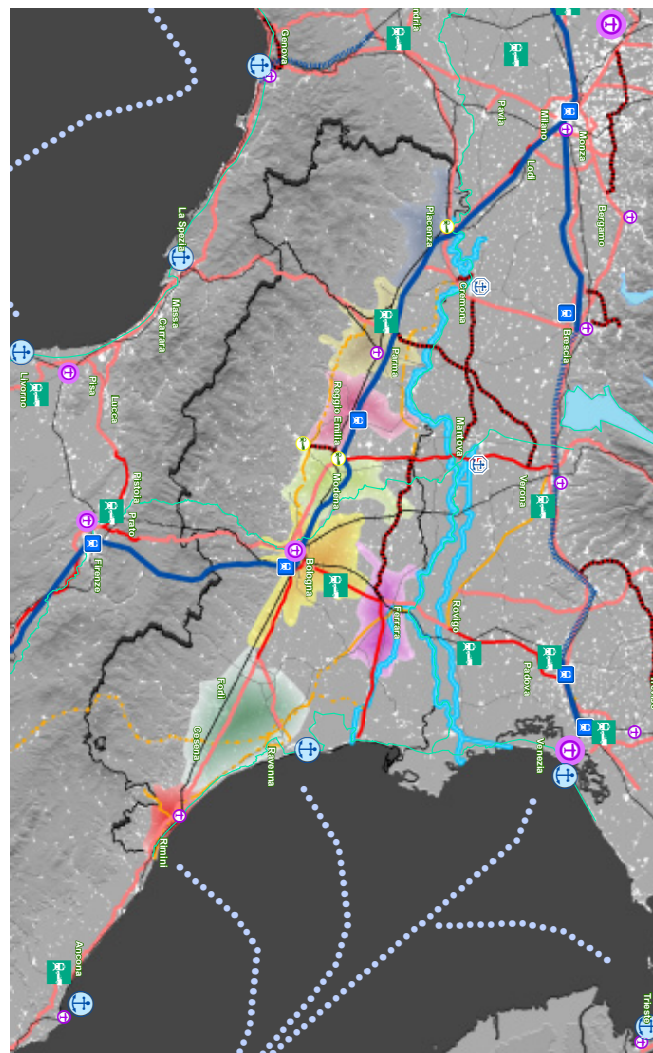 ndria
Genova
Pavia
Milano
Monza
Lodi
Bergamo
Piacenza
La Spezia
Cremona
Massa
Carrara
Brescia
Parma
Livorno
Pisa
Lucca
Reggio Emilia
Mantova
Modena
Verona
Pistoia
Prato
Firenze
Bologna
Ferrara
Rovigo
Padova
Forlì
Cesena
Ravenna
Venezia
Rimini
Ancona
Trieste